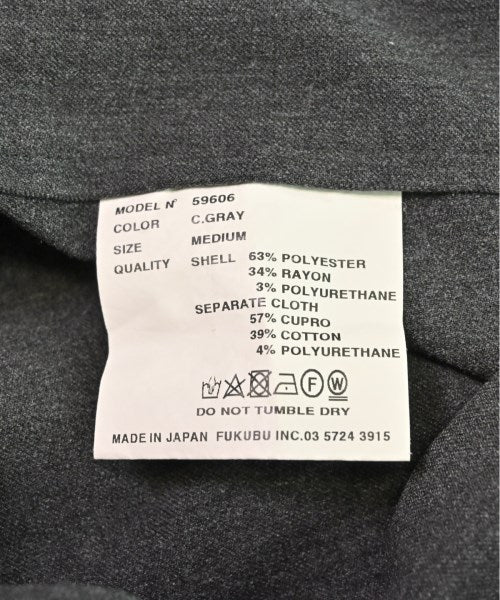 MODEL Nº 59606
COLOR C.GRAY
SIZE MEDIUM
QUALITY SHELL 63% POLYESTER
34% RAYON
3% POLYURETHANE
SEPARATE CLOTH
57% CUPRO
39% COTTON
4% POLYURETHANE
F W
DO NOT TUMBLE DRY
MADE IN JAPAN FUKUBU INC.03 5724 3915